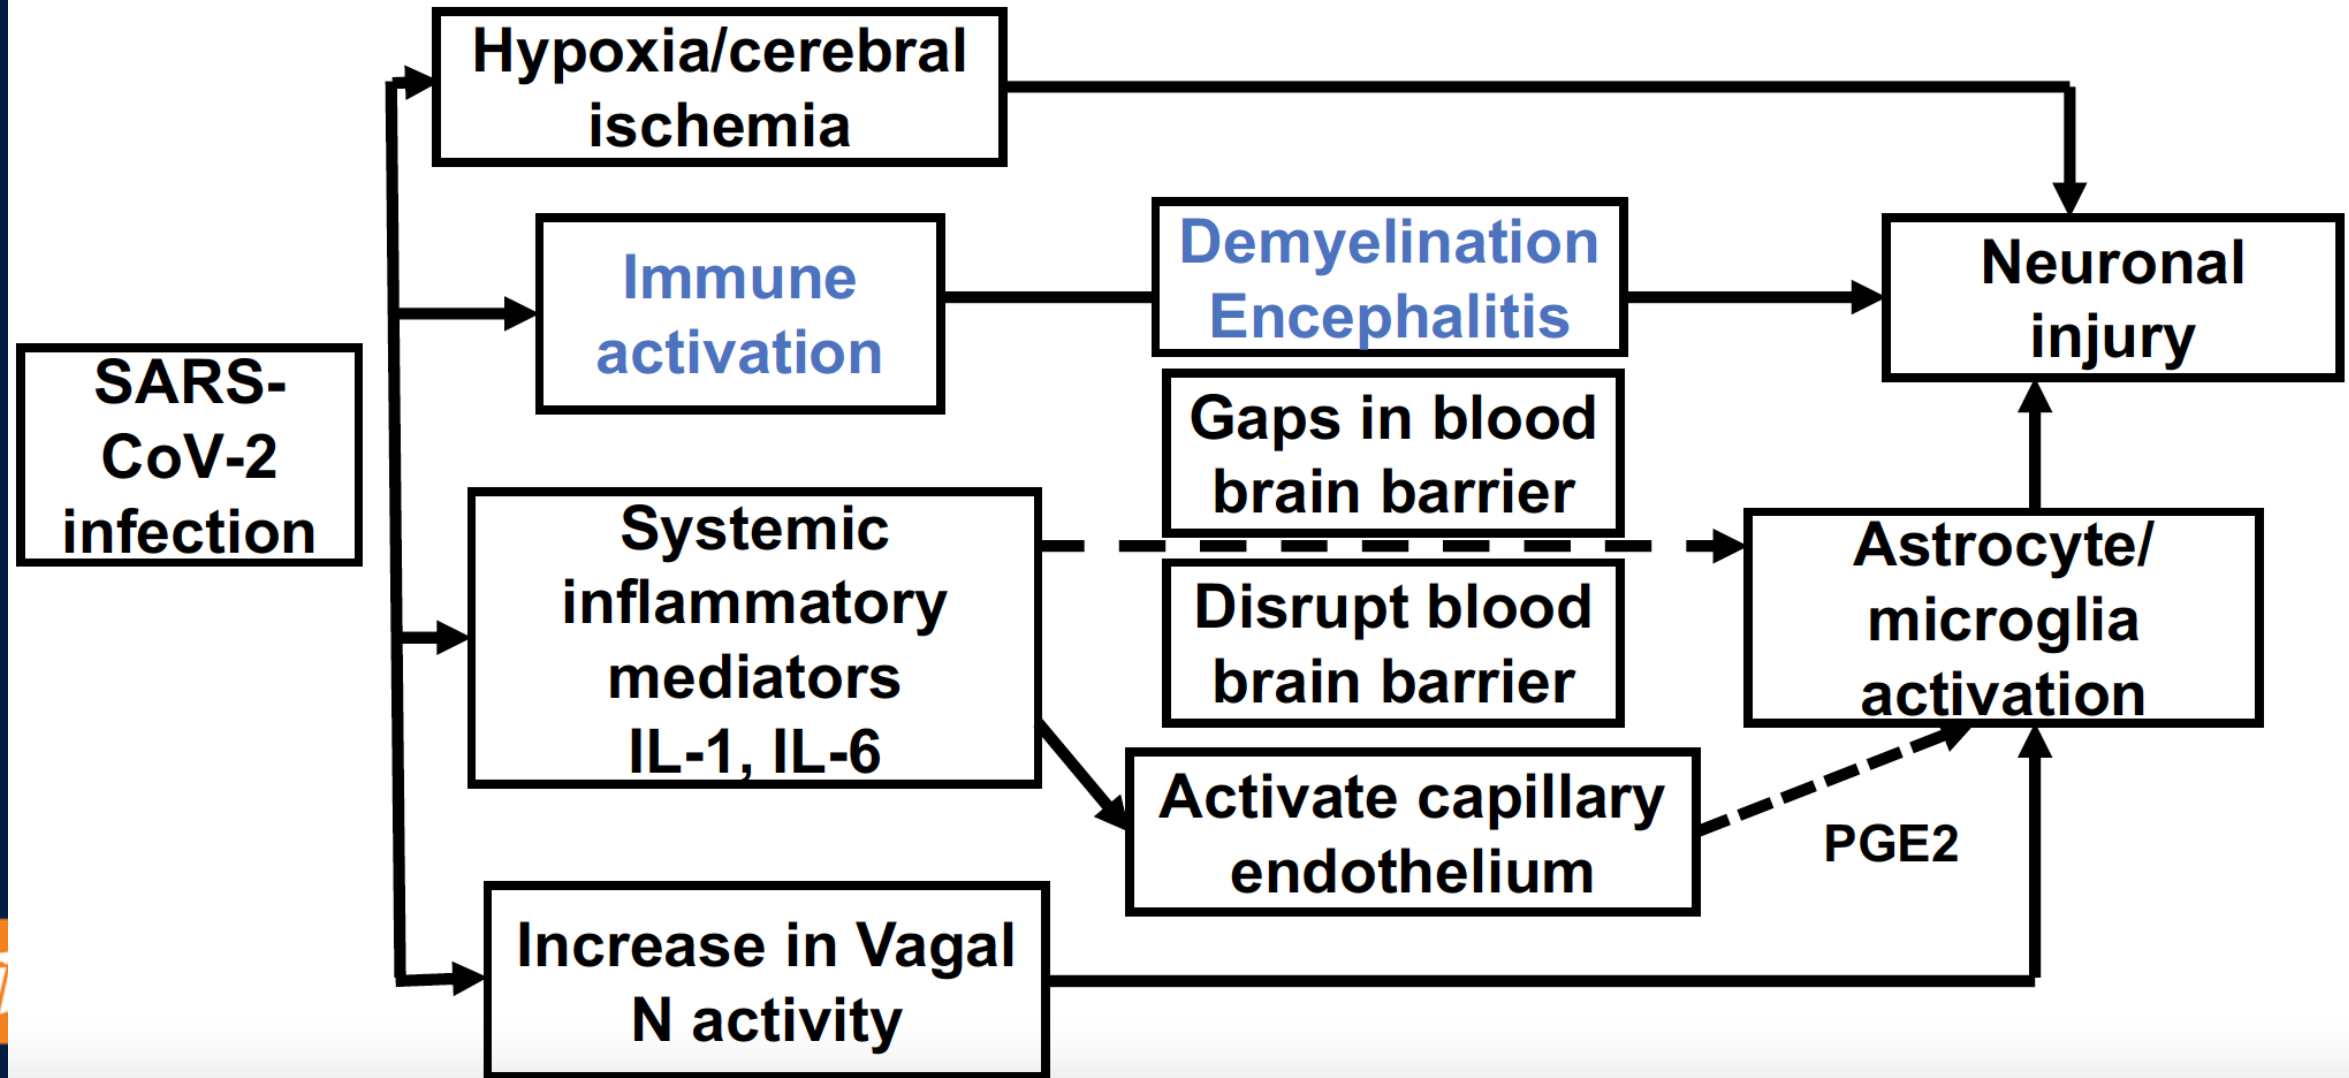 Hypoxia/cerebral
ischemia
Immune
activation
Demyelination
Encephalitis
Neuronal
injury
SARS-
CoV-2
infection
Gaps in blood
brain barrier
Systemic
inflammatory
mediators
IL-1, IL-6
Disrupt blood
brain barrier
Astrocyte/
microglia
activation
Activate capillary
endothelium
PGE2
Increase in Vagal
N activity